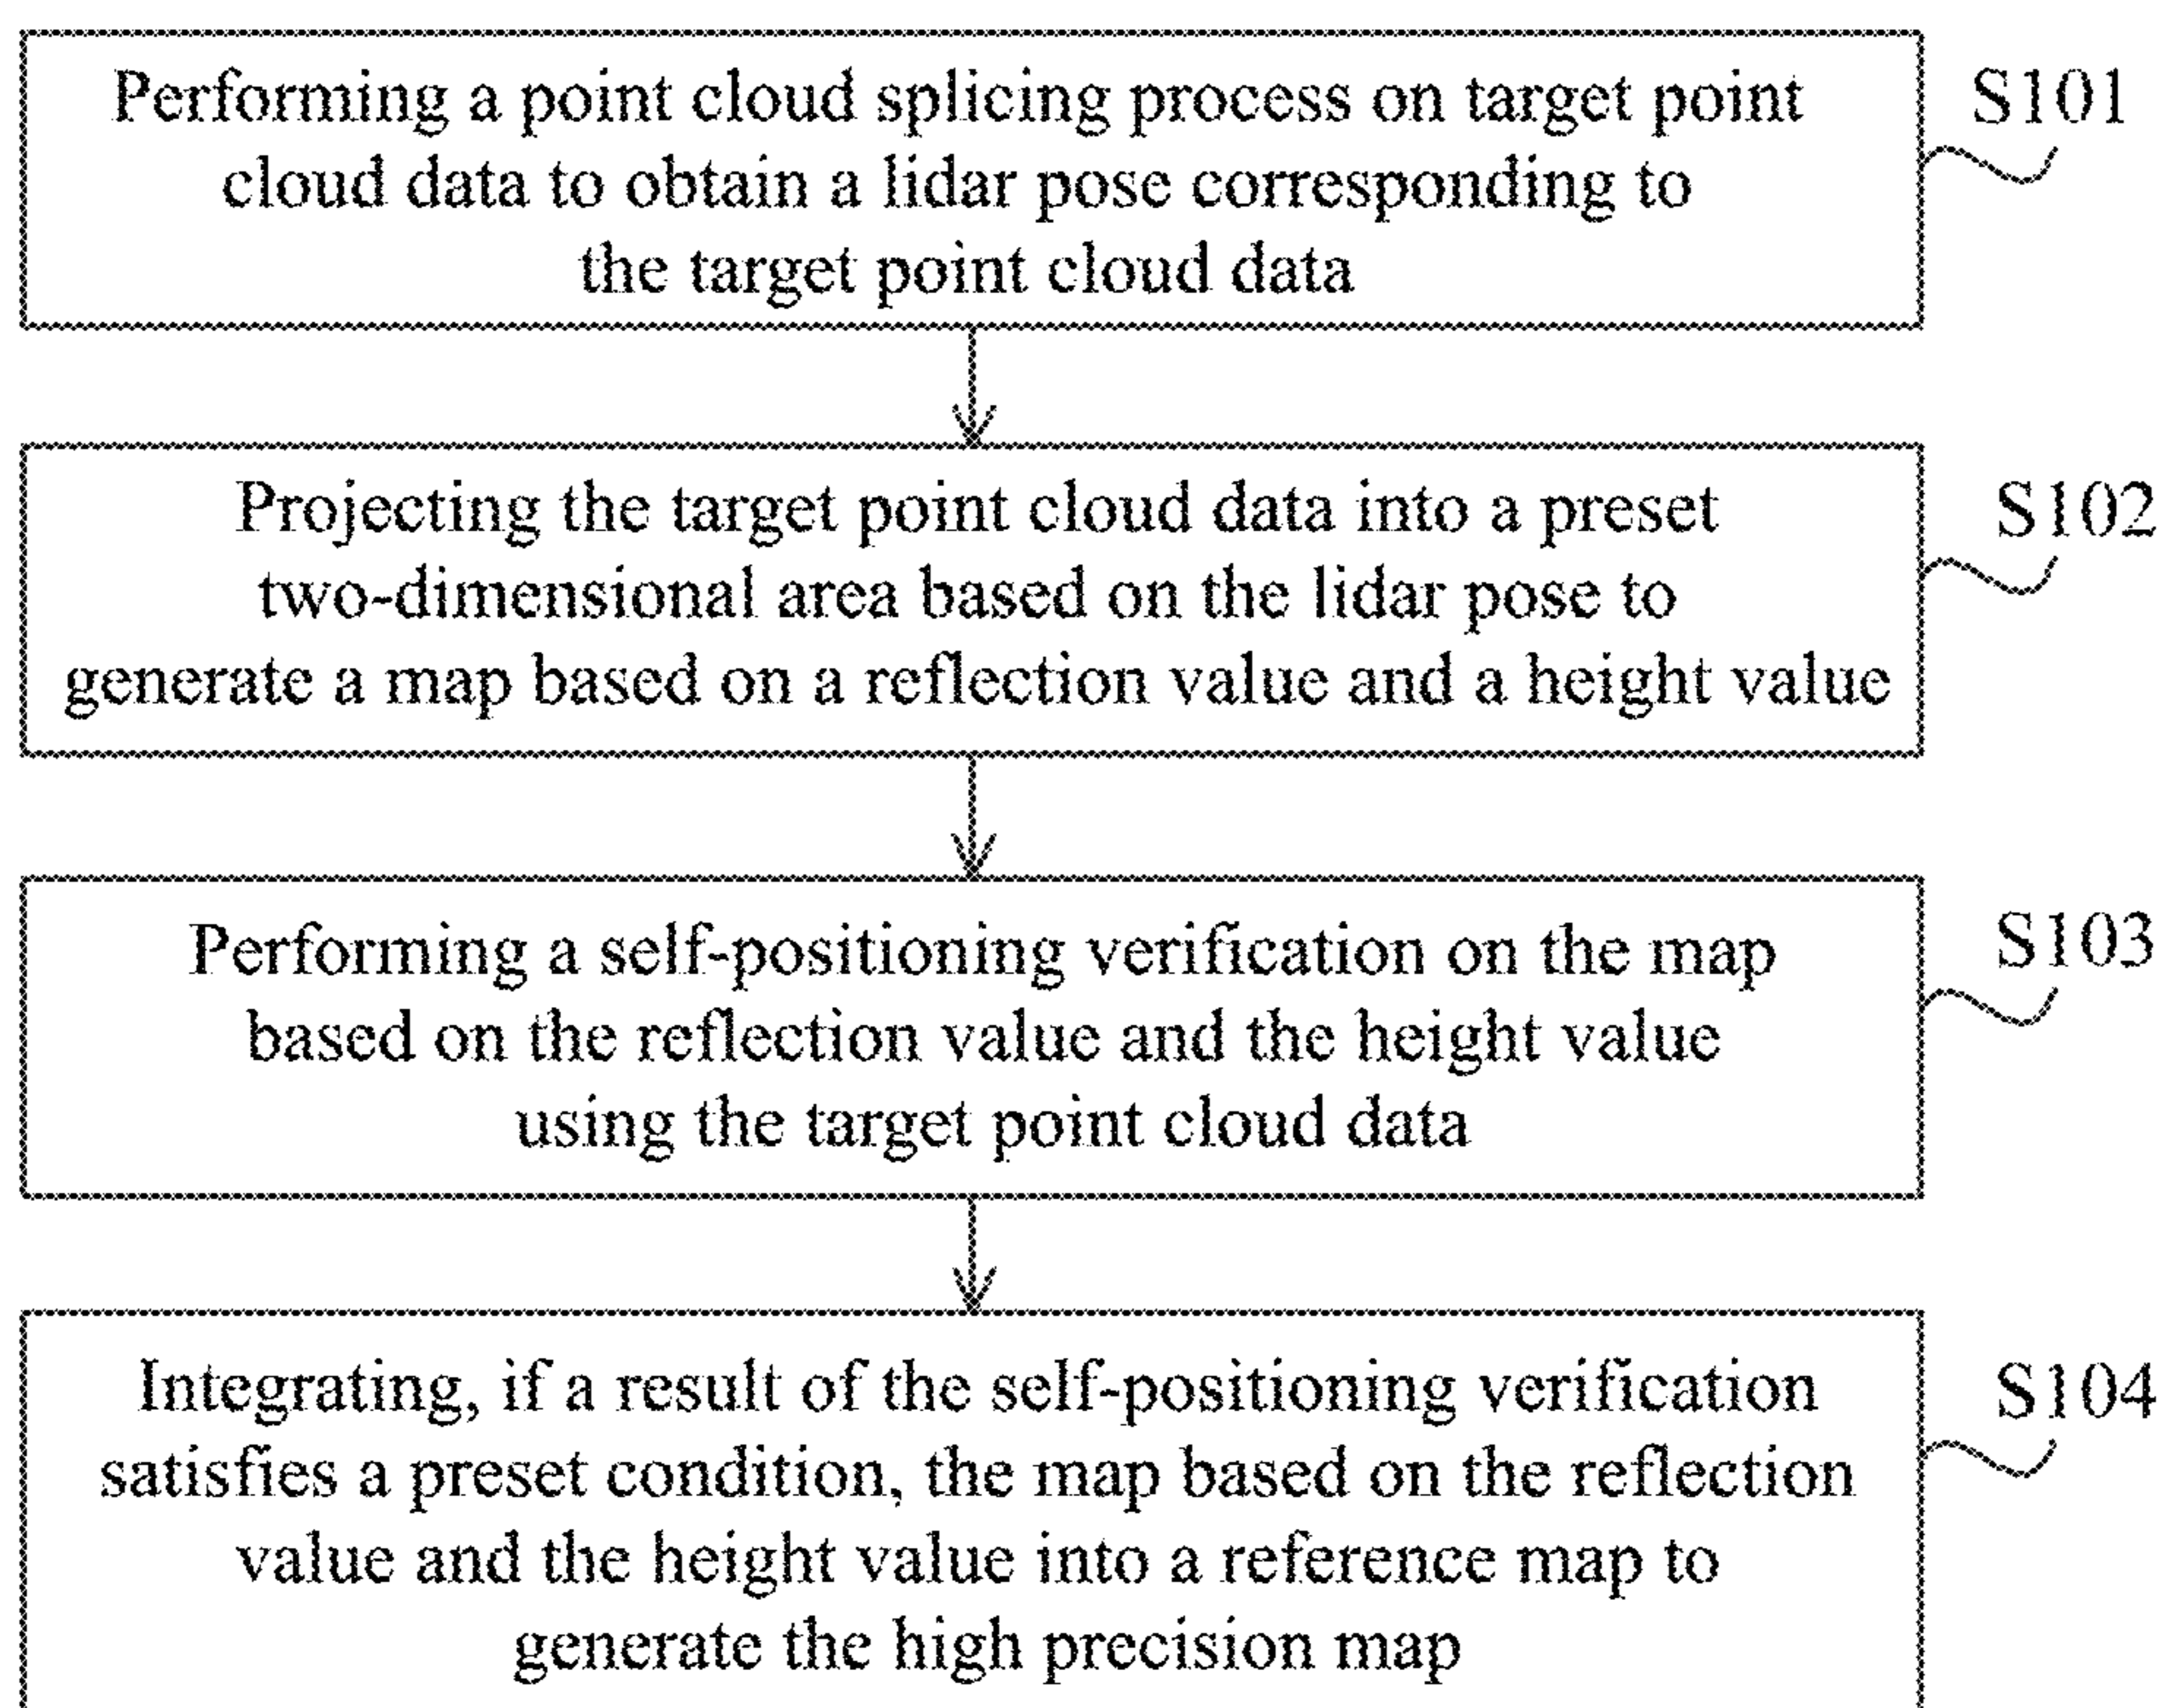 Performing a point cloud splicing process on target point
cloud data to obtain a lidar pose corresponding to
the target point cloud data
S101
Projecting the target point cloud data into a preset
two-dimensional area based on the lidar pose to
generate a map based on a reflection value and a height value
S102
Performing a self-positioning verification on the map
based on the reflection value and the height value
using the target point cloud data
S103
Integrating, if a result of the self-positioning verification
satisfies a preset condition, the map based on the reflection
value and the height value into a reference map to
generate the high precision map
S104